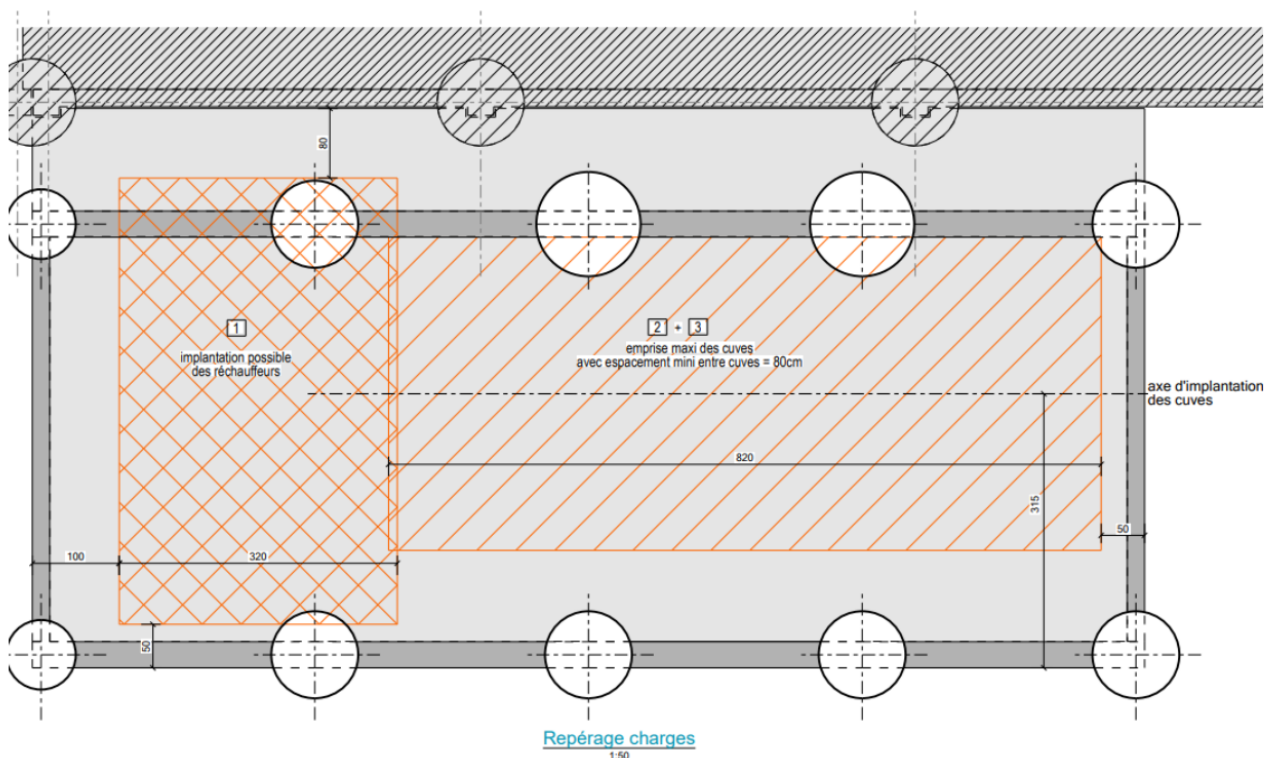 80
1
implantation possible
des réchauffeurs
2 + 3
emprise maxi des cuves
avec espacement mini entre cuves = 80cm
axe d'implantation
des cuves
820
315
50
100
320
50
Repérage charges
1:50